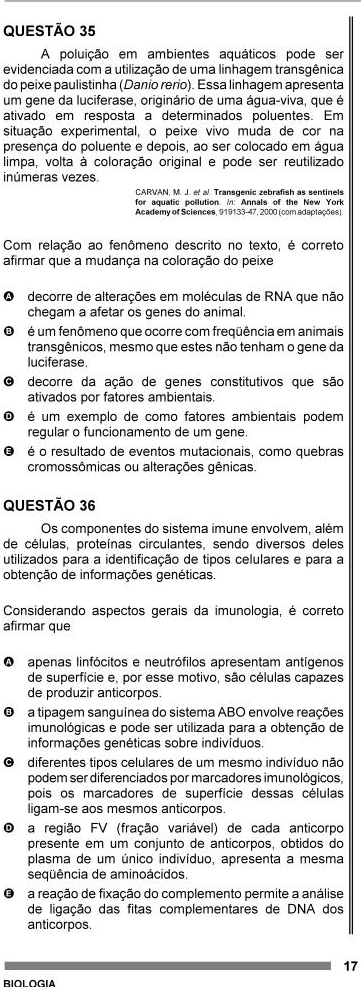 QUESTÃO 35
A poluição em ambientes aquáticos pode ser
evidenciada com a utilização de uma linhagem transgênica
do peixe paulistinha (Danio rerio). Essa linhagem apresenta
um gene da luciferase, originário de uma água-viva, que é
ativado em resposta a determinados poluentes. Em
situação experimental, o peixe vivo muda de cor na
presença do poluente e depois, ao ser colocado em água
limpa, volta à coloração original e pode ser reutilizado
inúmeras vezes.
CARVAN, M. J. et al. Transgenic zebrafish as sentinels
for aquatic pollution. In: Annals of the New York
Academy of Sciences, 919133-47, 2000 (com adaptações).
Com relação ao fenômeno descrito no texto, é correto
afirmar que a mudança na coloração do peixe
A decorre de alterações em moléculas de RNA que não
chegam a afetar os genes do animal.
B é um fenômeno que ocorre com freqüência em animais
transgênicos, mesmo que estes não tenham o gene da
luciferase.
C decorre da ação de genes constitutivos que são
ativados por fatores ambientais.
D é um exemplo de como fatores ambientais podem
regular o funcionamento de um gene.
E é o resultado de eventos mutacionais, como quebras
cromossômicas ou alterações gênicas.
QUESTÃO 36
Os componentes do sistema imune envolvem, além
de células, proteínas circulantes, sendo diversos deles
utilizados para a identificação de tipos celulares e para a
obtenção de informações genéticas.
Considerando aspectos gerais da imunologia, é correto
afirmar que
A apenas linfócitos e neutrófilos apresentam antígenos
de superfície e, por esse motivo, são células capazes
de produzir anticorpos.
B a tipagem sanguínea do sistema ABO envolve reações
imunológicas e pode ser utilizada para a obtenção de
informações genéticas sobre indivíduos.
C diferentes tipos celulares de um mesmo indivíduo não
podem ser diferenciados por marcadores imunológicos,
pois os marcadores de superfície dessas células
ligam-se aos mesmos anticorpos.
D a região FV (fração variável) de cada anticorpo
presente em um conjunto de anticorpos, obtidos do
plasma de um único indivíduo, apresenta a mesma
seqüência de aminoácidos.
E a reação de fixação do complemento permite a análise
de ligação das fitas complementares de DNA dos
anticorpos.
17
BIOLOGIA